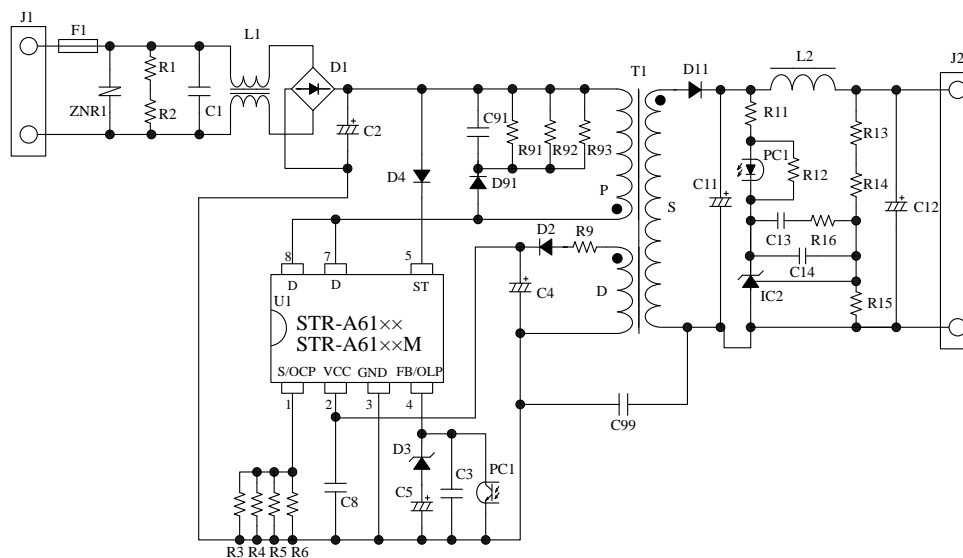 J1
F1
L1
D1
ZNR1
R1
R2
C1
C2
D4
C91
R91
R92
R93
D91
T1
P
S
D
D11
L2
J2
R11
PC1
R12
R13
R14
C11
C12
C13
R16
C14
IC2
R15
D2
R9
C4
8
7
5
D
D
ST
U1
STR-A61××
STR-A61××M
S/OCP
VCC
GND
FB/OLP
1
2
3
4
C99
D3
C5
C3
PC1
C8
R3
R4
R5
R6